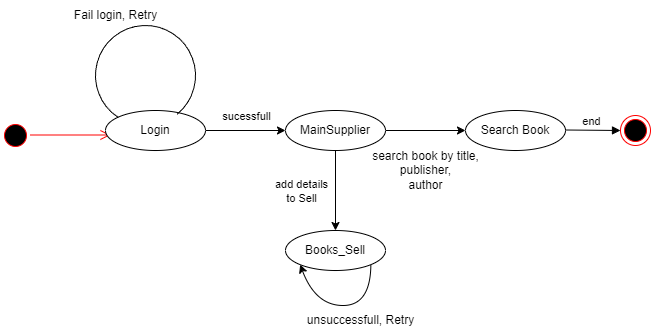 Fail login, Retry
Login
sucessfull
MainSupplier
search book by title,
publisher,
author
Search Book
end
add details
to Sell
Books_Sell
unsuccessfull, Retry